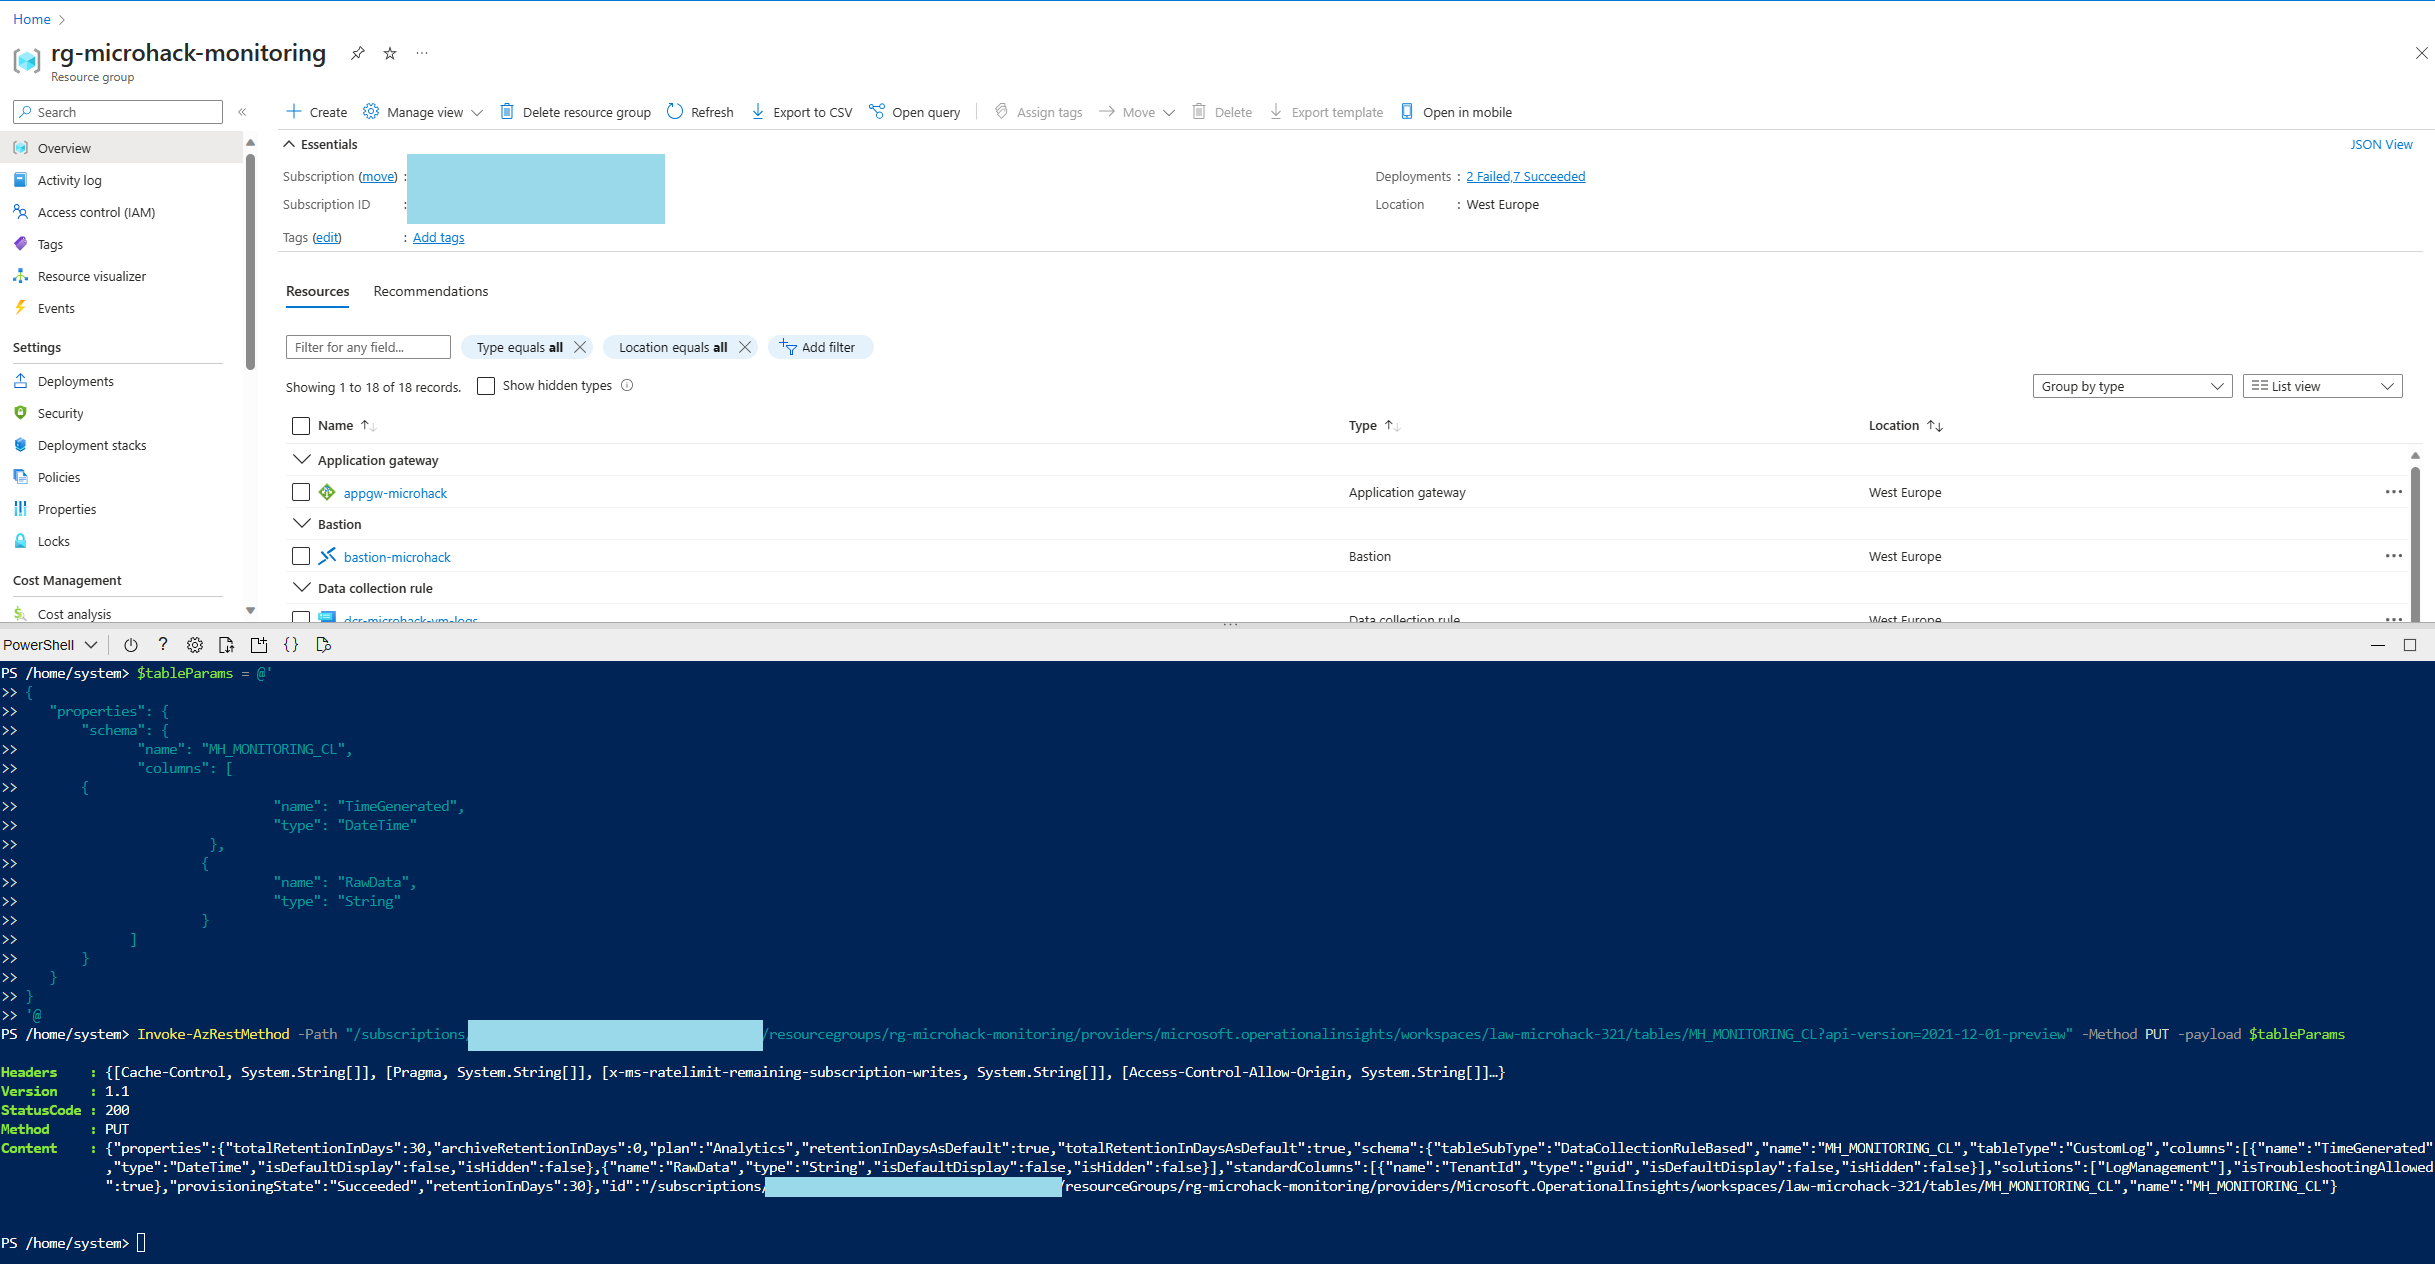 Home >
rg-microhack-monitoring
Resource group
Search
«
Create
Manage view
Delete resource group
Refresh
Export to CSV
Open query
Assign tags
Move
Delete
Export template
Open in mobile
Overview
Activity log
Access control (IAM)
Tags
Resource visualizer
Events
Settings
Deployments
Security
Deployment stacks
Policies
Properties
Locks
Cost Management
Cost analysis
Essentials
JSON View
Subscription (move) :
Subscription ID :
Tags (edit) : Add tags
Deployments : 2 Failed,7 Succeeded
Location : West Europe
Resources Recommendations
Filter for any field... Type equals all Location equals all Add filter
Showing 1 to 18 of 18 records. Show hidden types
Group by type List view
Name Type Location
Application gateway
appgw-microhack Application gateway West Europe
Bastion
bastion-microhack Bastion West Europe
Data collection rule
dcr-microhack-vm-logs Data collection rule West Europe
PowerShell
PS /home/system> $tableParams = @'
>> {
>>    "properties": {
>>        "schema": {
>>               "name": "MH_MONITORING_CL",
>>               "columns": [
>>        {
>>                                "name": "TimeGenerated",
>>                                "type": "DateTime"
>>                        },
>>                       {
>>                                "name": "RawData",
>>                                "type": "String"
>>                       }
>>              ]
>>        }
>>    }
>> }
>> '@
PS /home/system> Invoke-AzRestMethod -Path "/subscriptions/ /resourcegroups/rg-microhack-monitoring/providers/microsoft.operationalinsights/workspaces/law-microhack-321/tables/MH_MONITORING_CL?api-version=2021-12-01-preview" -Method PUT -payload $tableParams
Headers    : {[Cache-Control, System.String[]], [Pragma, System.String[]], [x-ms-ratelimit-remaining-subscription-writes, System.String[]], [Access-Control-Allow-Origin, System.String[]]…}
Version    : 1.1
StatusCode : 200
Method     : PUT
Content    : {"properties":{"totalRetentionInDays":30,"archiveRetentionInDays":0,"plan":"Analytics","retentionInDaysAsDefault":true,"totalRetentionInDaysAsDefault":true,"schema":{"tableSubType":"DataCollectionRuleBased","name":"MH_MONITORING_CL","tableType":"CustomLog","columns":[{"name":"TimeGenerated"
,"type":"DateTime","isDefaultDisplay":false,"isHidden":false},{"name":"RawData","type":"String","isDefaultDisplay":false,"isHidden":false}],"standardColumns":[{"name":"TenantId","type":"guid","isDefaultDisplay":false,"isHidden":false}],"solutions":["LogManagement"],"isTroubleshootingAllowed
":true},"provisioningState":"Succeeded","retentionInDays":30},"id":"/subscriptions/ /resourceGroups/rg-microhack-monitoring/providers/Microsoft.OperationalInsights/workspaces/law-microhack-321/tables/MH_MONITORING_CL","name":"MH_MONITORING_CL"}
PS /home/system>